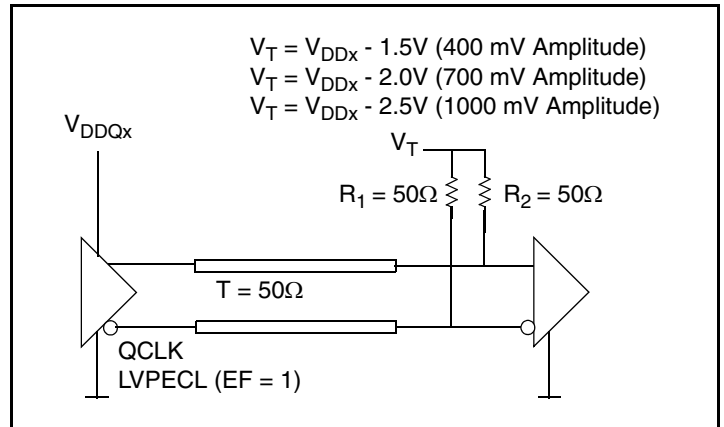 V_T = V_DDx - 1.5V (400 mV Amplitude)
V_T = V_DDx - 2.0V (700 mV Amplitude)
V_T = V_DDx - 2.5V (1000 mV Amplitude)
V_DDQx
V_T
R_1 = 50Ω
R_2 = 50Ω
T = 50Ω
QCLK
LVPECL (EF = 1)